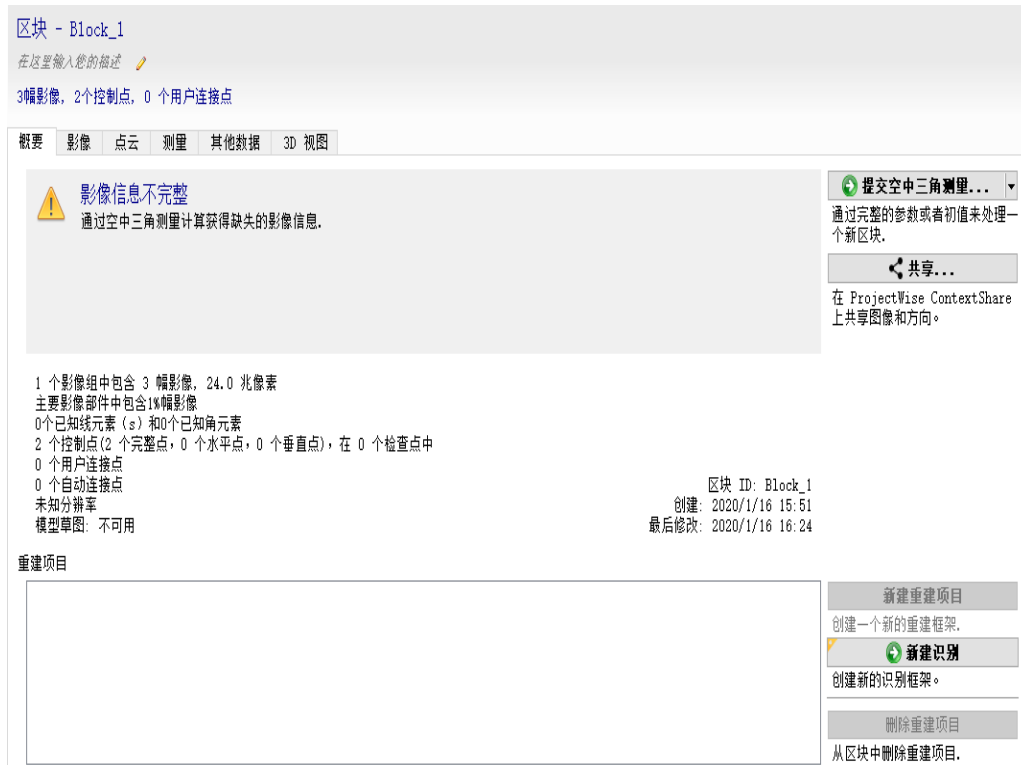 区块 - Block_1
在这里输入您的描述
3幅影像, 2个控制点, 0 个用户连接点
概要 影像 点云 测量 其他数据 3D 视图
影像信息不完整
通过空中三角测量计算获得缺失的影像信息.
提交空中三角测量...
通过完整的参数或者初值来处理一
个新区块.
共享...
在 ProjectWise ContextShare
上共享图像和方向。
1 个影像组中包含 3 幅影像, 24.0 兆像素
主要影像部件中包含1%幅影像
0个已知线元素（s）和0个已知角元素
2 个控制点(2 个完整点，0 个水平点，0 个垂直点)，在 0 个检查点中
0 个用户连接点
0 个自动连接点
未知分辨率
模型草图: 不可用
区块 ID: Block_1
创建: 2020/1/16 15:51
最后修改: 2020/1/16 16:24
重建项目
新建重建项目
创建一个新的重建框架.
新建识别
创建新的识别框架。
删除重建项目
从区块中删除重建项目.